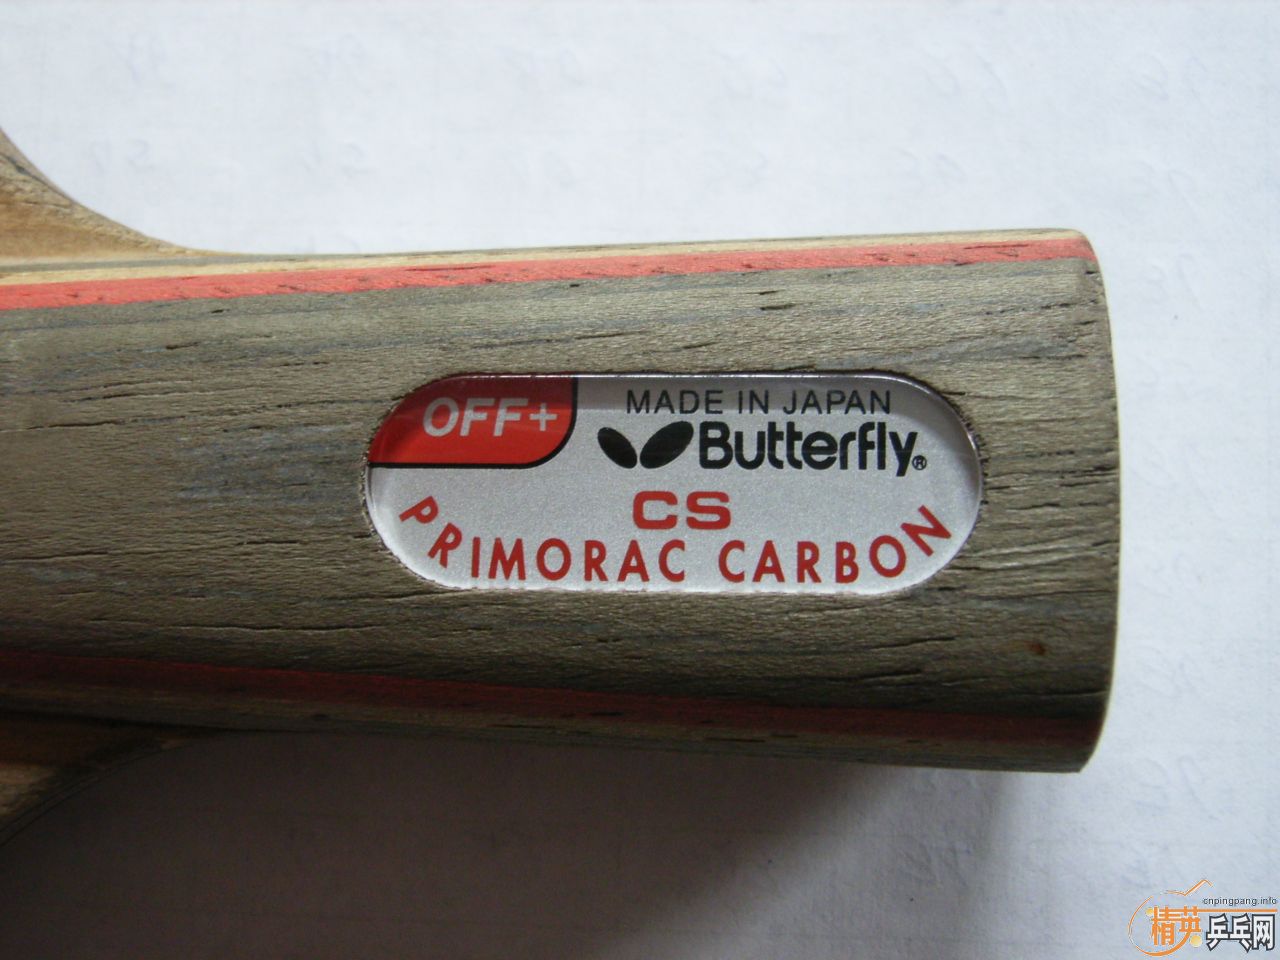 OFF+
MADE IN JAPAN
Butterfly®
CS
PRIMORAC CARBON
cnpingpang.info
精英乒乓网